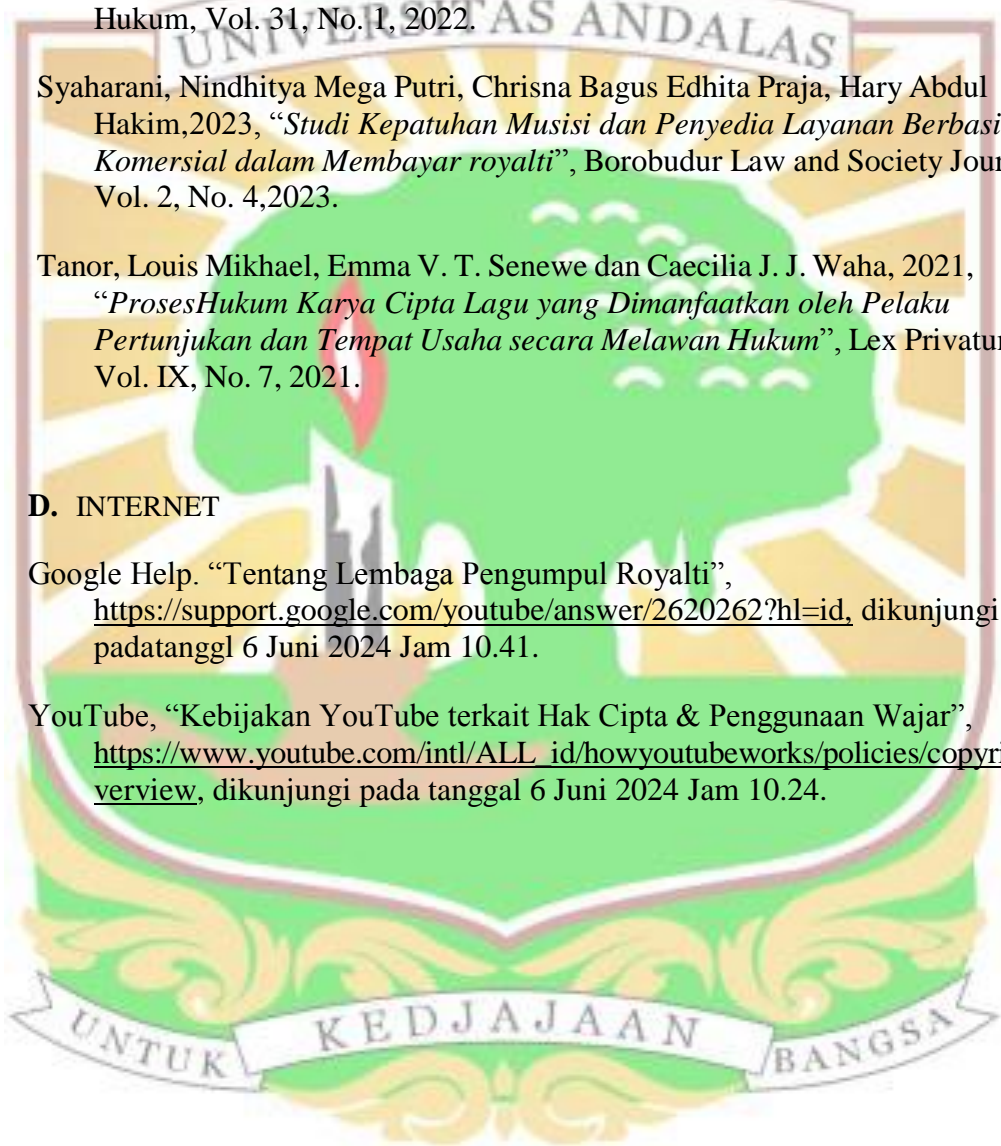 Hukum, Vol. 31, No. 1, 2022.
UNIVERSITAS ANDALAS
Syaharani, Nindhitya Mega Putri, Chrisna Bagus Edhita Praja, Hary Abdul
Hakim,2023, “Studi Kepatuhan Musisi dan Penyedia Layanan Berbasi
Komersial dalam Membayar royalti”, Borobudur Law and Society Jour
Vol. 2, No. 4,2023.
Tanor, Louis Mikhael, Emma V. T. Senewe dan Caecilia J. J. Waha, 2021,
“ProsesHukum Karya Cipta Lagu yang Dimanfaatkan oleh Pelaku
Pertunjukan dan Tempat Usaha secara Melawan Hukum”, Lex Privatu
Vol. IX, No. 7, 2021.
D. INTERNET
Google Help. “Tentang Lembaga Pengumpul Royalti”,
https://support.google.com/youtube/answer/2620262?hl=id, dikunjungi
padatanggl 6 Juni 2024 Jam 10.41.
YouTube, “Kebijakan YouTube terkait Hak Cipta & Penggunaan Wajar”,
https://www.youtube.com/intl/ALL_id/howyoutubeworks/policies/copyri
verview, dikunjungi pada tanggal 6 Juni 2024 Jam 10.24.
UNTUK KEDJAJAAN BANGSA